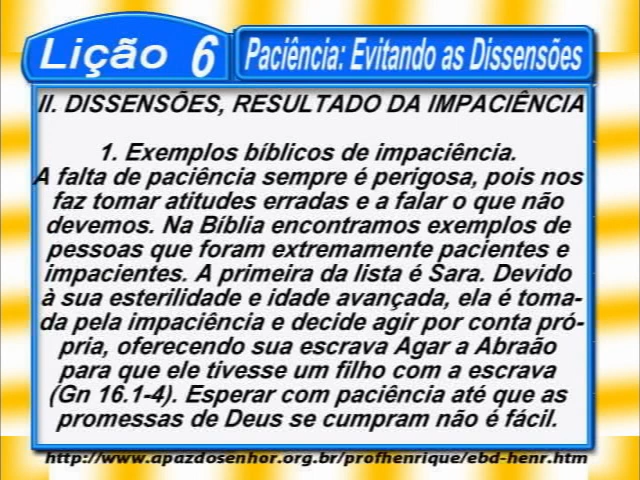 Lição 6 Paciência: Evitando as Dissensões
II. DISSENSÕES, RESULTADO DA IMPACIÊNCIA
1. Exemplos bíblicos de impaciência.
A falta de paciência sempre é perigosa, pois nos
faz tomar atitudes erradas e a falar o que não
devemos. Na Bíblia encontramos exemplos de
pessoas que foram extremamente pacientes e
impacientes. A primeira da lista é Sara. Devido
à sua esterilidade e idade avançada, ela é toma-
da pela impaciência e decide agir por conta pró-
pria, oferecendo sua escrava Agar a Abraão
para que ele tivesse um filho com a escrava
(Gn 16.1-4). Esperar com paciência até que as
promessas de Deus se cumpram não é fácil.
http://www.apazdosenhor.org.br/profhenrique/ebd-henr.htm